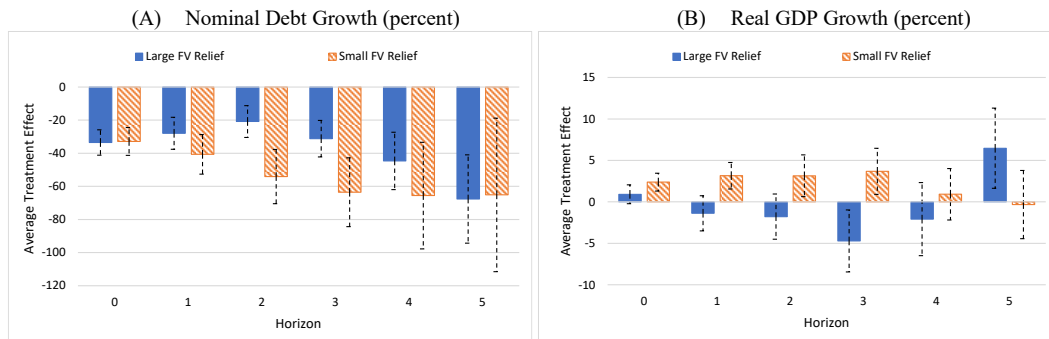 (A) Nominal Debt Growth (percent)
Large FV Relief
Small FV Relief
0
-20
-40
-60
-80
-100
-120
Average Treatment Effect
0 1 2 3 4 5
Horizon
(B) Real GDP Growth (percent)
Large FV Relief
Small FV Relief
15
10
5
0
-5
-10
Average Treatment Effect
0 1 2 3 4 5
Horizon